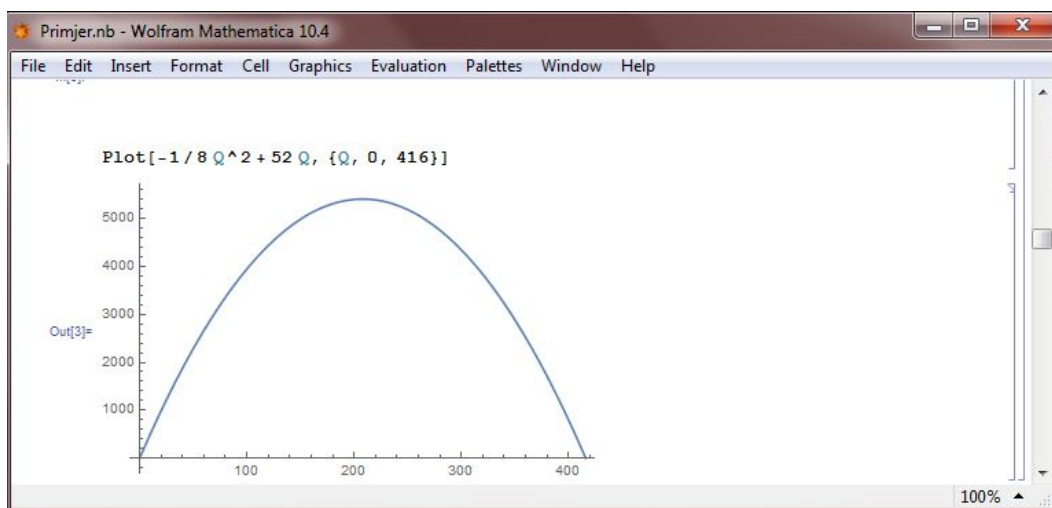 Primjer.nb - Wolfram Mathematica 10.4
File Edit Insert Format Cell Graphics Evaluation Palettes Window Help
Plot[-1/8 Q^2+52 Q, {Q, 0, 416}]
5000
4000
3000
Out[3]=
2000
1000
100 200 300 400
100%